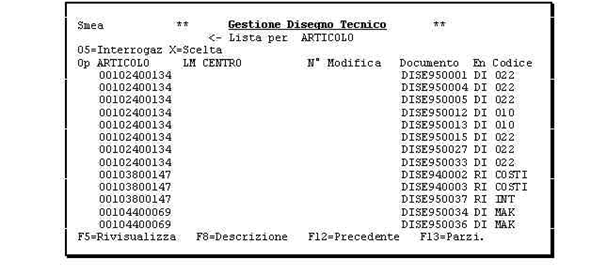 Smea ** Gestione Disegno Tecnico **
<- Lista per ARTICOLO
05=Interrogaz X=Scelta
Op ARTICOLO LM CENTRO N° Modifica Documento En Codice
00102400134 DISE950001 DI 022
00102400134 DISE950004 DI 022
00102400134 DISE950005 DI 022
00102400134 DISE950012 DI 010
00102400134 DISE950013 DI 010
00102400134 DISE950015 DI 022
00102400134 DISE950027 DI 022
00102400134 DISE950033 DI 022
00103800147 DISE940002 RI COSTI
00103800147 DISE940003 RI COSTI
00103800147 DISE950037 RI INT
00104400069 DISE950034 DI MAK
00104400069 DISE950036 DI MAK
F5=Rivisualizza F8=Descrizione F12=Precedente F13=Parzi.